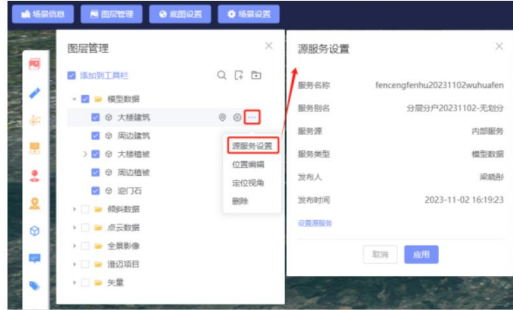 场景信息
图层管理
底图设置
场景设置
图层管理
添加到工具栏
模型数据
大楼建筑
周边建筑
大楼植被
周边植被
迎门石
倾斜数据
点云数据
全景影像
渲边项目
矢量
源服务设置
位置编辑
定位视角
删除
源服务设置
服务名称 fencengfenhu20231102wuhuafen
服务别名 分层分户20231102-无划分
服务源 内部服务
服务类型 模型数据
发布人
发布时间 2023-11-02 16:19:23
设置源服务
取消
应用